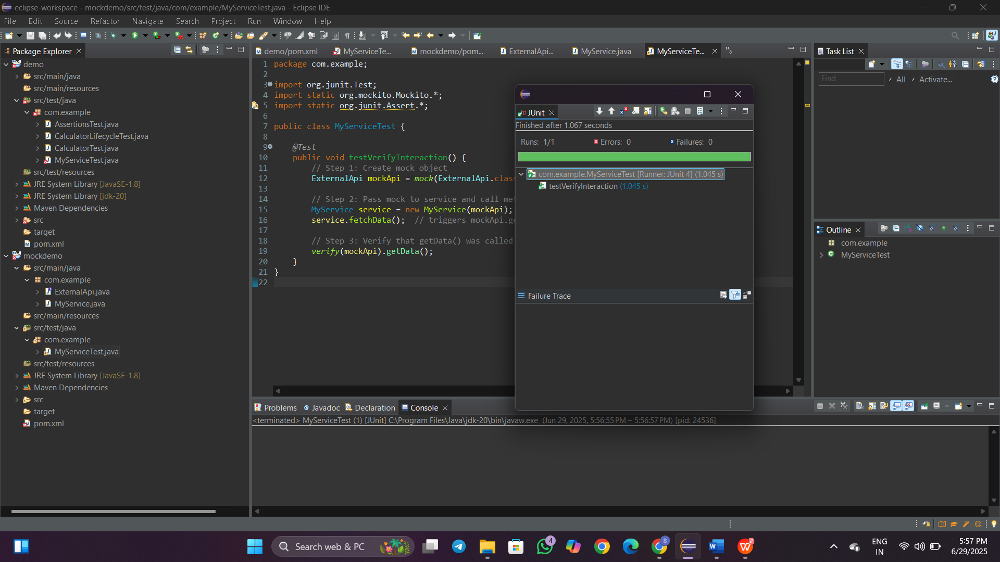 eclipse-workspace - mockdemo/src/test/java/com/example/MyServiceTest.java - Eclipse IDE
File Edit Source Refactor Navigate Search Project Run Window Help
Package Explorer
demo
src/main/java
src/main/resources
src/test/java
com.example
AssertionsTest.java
CalculatorLifecycleTest.java
CalculatorTest.java
MyServiceTest.java
src/test/resources
JRE System Library [JavaSE-1.8]
JRE System Library [jdk-20]
Maven Dependencies
src
target
pom.xml
mockdemo
src/main/java
com.example
ExternalApi.java
MyService.java
src/main/resources
src/test/java
com.example
MyServiceTest.java
src/test/resources
JRE System Library [JavaSE-1.8]
Maven Dependencies
src
target
pom.xml
demo/pom.xml MyServiceTe... mockdemo/pom... ExternalApi... MyService.java MyServiceTe... »8
1 package com.example;
2
3 import org.junit.Test;
4 import static org.mockito.Mockito.*;
5 import static org.junit.Assert.*;
6
7 public class MyServiceTest {
8
9 @Test
10 public void testVerifyInteraction() {
11 // Step 1: Create mock object
12 ExternalApi mockApi = mock(ExternalApi.clas
13
14 // Step 2: Pass mock to service and call me
15 MyService service = new MyService(mockApi);
16 service.fetchData(); // triggers mockApi.g
17
18 // Step 3: Verify that getData() was called
19 verify(mockApi).getData();
20 }
21 }
22
JUnit
Finished after 1.067 seconds
Runs: 1/1 Errors: 0 Failures: 0
com.example.MyServiceTest [Runner: JUnit 4] (1.045 s)
testVerifyInteraction (1.045 s)
Failure Trace
Task List
Find All Activate...
Outline
com.example
MyServiceTest
Problems Javadoc Declaration Console
<terminated> MyServiceTest (1) [JUnit] C:\Program Files\Java\jdk-20\bin\javaw.exe (Jun 29, 2025, 5:56:55 PM – 5:56:57 PM) [pid: 24536]
Search web & PC
4
S
ENG
IN
5:57 PM
6/29/2025